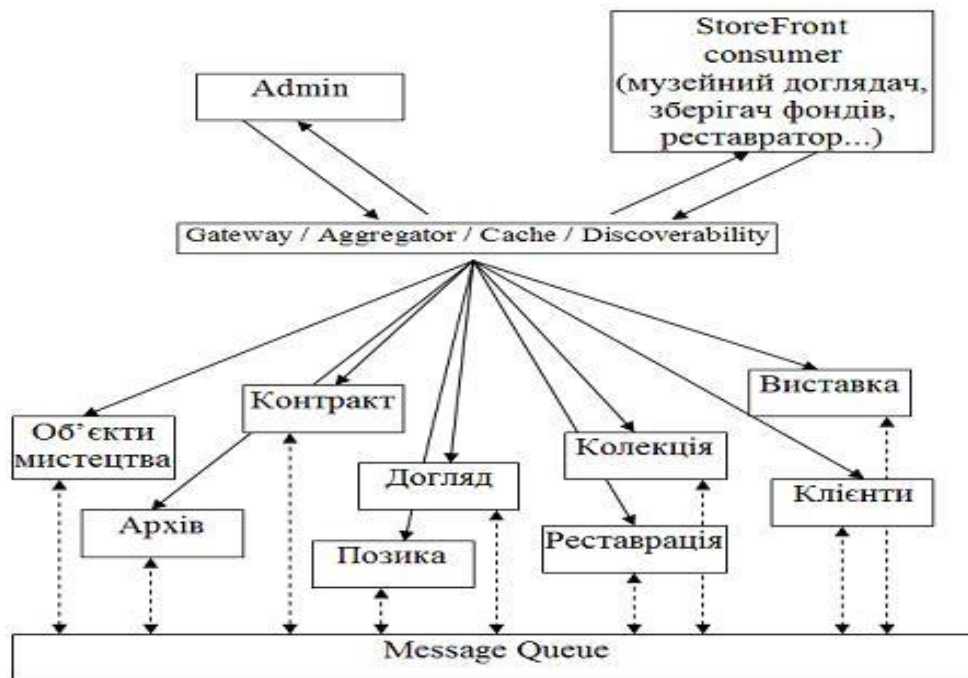 StoreFront
consumer
(музейний доглядач,
зберігач фондів,
реставратор...)
Admin
Gateway / Aggregator / Cache / Discoverability
Об’єкти
мистецтва
Контракт
Виставка
Архів
Догляд
Колекція
Клієнти
Позика
Реставрація
Message Queue